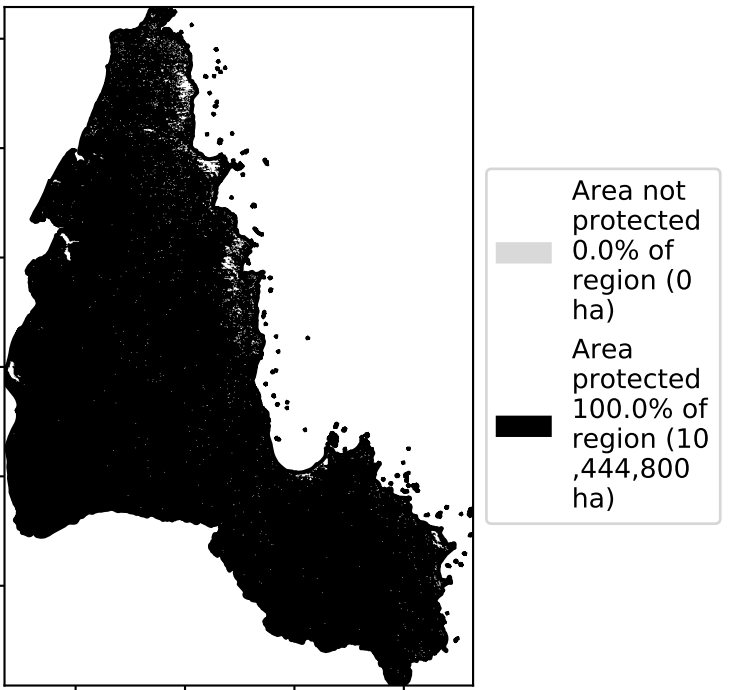 Area not
protected
0.0% of
region (0
ha)
Area
protected
100.0% of
region (10
,444,800
ha)